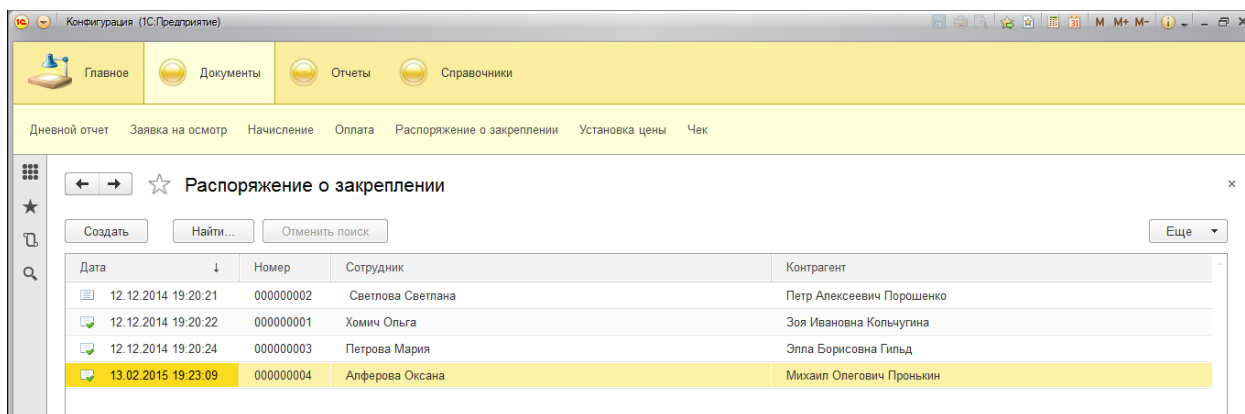 1С Конфигурация (1С:Предприятие) 31 M M+ M-
Главное Документы Отчеты Справочники
Дневной отчет Заявка на осмотр Начисление Оплата Распоряжение о закреплении Установка цены Чек
Распоряжение о закреплении
Создать Найти... Отменить поиск Еще
Дата Номер Сотрудник Контрагент
12.12.2014 19:20:21 000000002 Светлова Светлана Петр Алексеевич Порошенко
12.12.2014 19:20:22 000000001 Хомич Ольга Зоя Ивановна Кольчугина
12.12.2014 19:20:24 000000003 Петрова Мария Элла Борисовна Гильд
13.02.2015 19:23:09 000000004 Алферова Оксана Михаил Олегович Пронькин